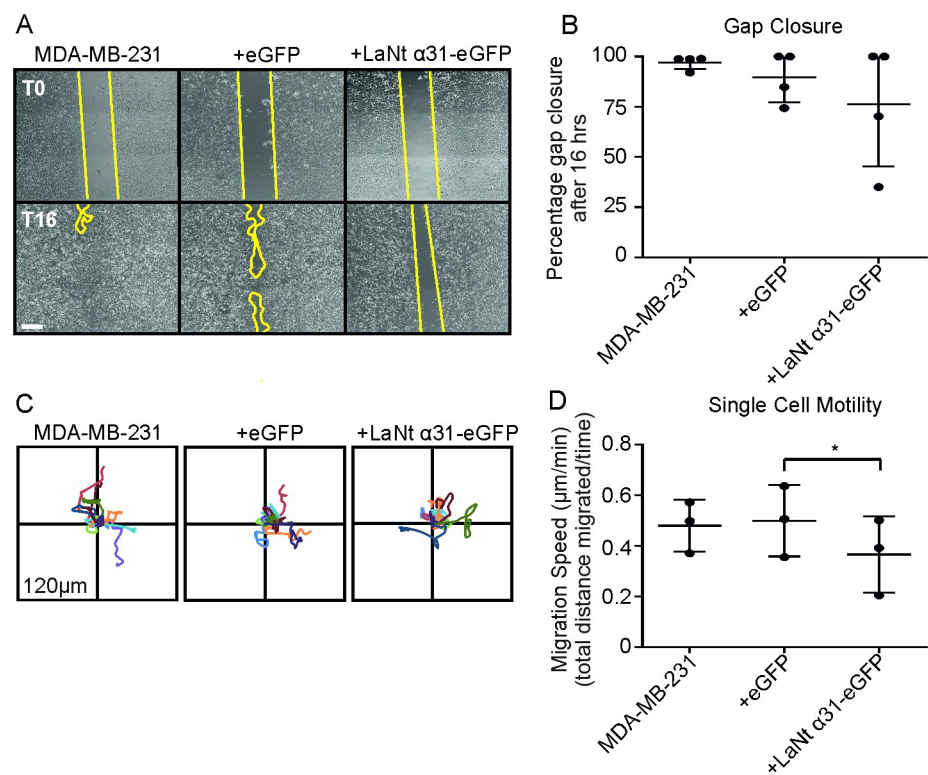 A
MDA-MB-231
+eGFP
+LaNt α31-eGFP
T0
T16
B
Gap Closure
Percentage gap closure
after 16 hrs
100
75
50
25
0
MDA-MB-231
+eGFP
+LaNt α31-eGFP
C
MDA-MB-231
+eGFP
+LaNt α31-eGFP
120µm
D
Single Cell Motility
Migration Speed (µm/min)
(total distance migrated/time)
0.8
0.6
0.4
0.2
0
*
MDA-MB-231
+eGFP
+LaNt α31-eGFP